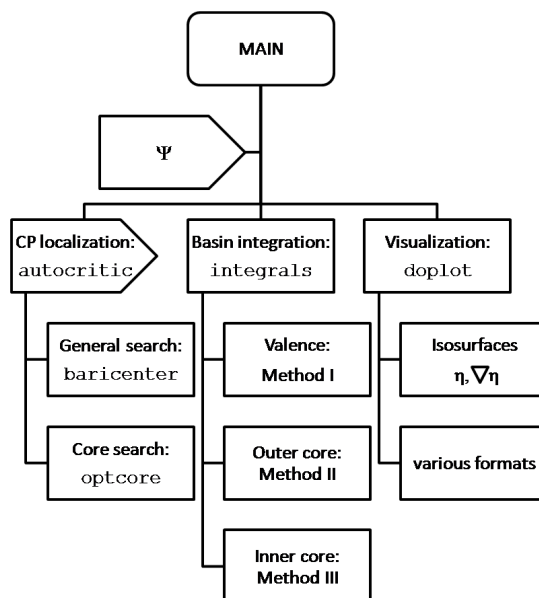 MAIN
Ψ
CP localization:
autocritic
Basin integration:
integrals
Visualization:
doplot
General search:
baricenter
Valence:
Method I
Isosurfaces
η, ∇η
Core search:
optcore
Outer core:
Method II
various formats
Inner core:
Method III